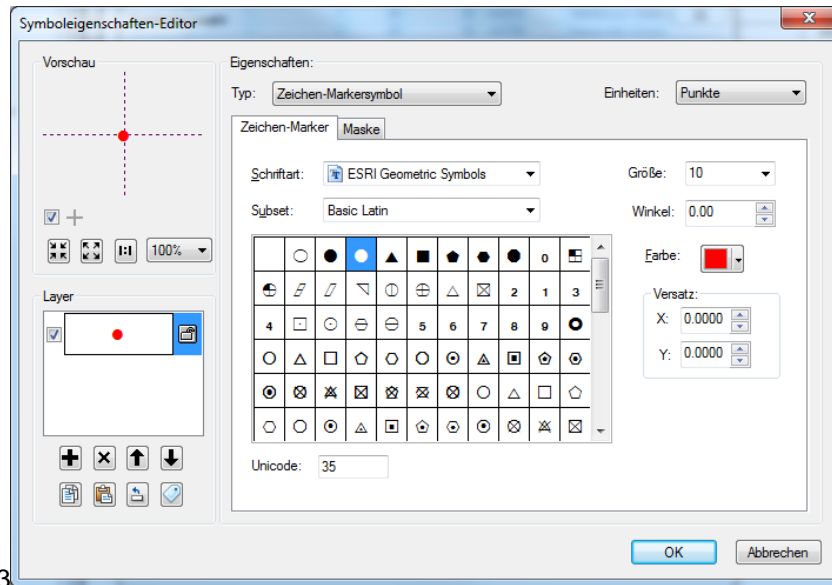 Symboleigenschaften-Editor
Vorschau
1:1
100%
Layer
Eigenschaften:
Typ: Zeichen-Markersymbol
Einheiten: Punkte
Zeichen-Marker Maske
Schriftart: ESRI Geometric Symbols
Größe: 10
Subset: Basic Latin
Winkel: 0.00
Farbe:
0
2 1 3
4 5 6 7 8 9
Versatz:
X: 0.0000
Y: 0.0000
Unicode: 35
OK Abbrechen
3